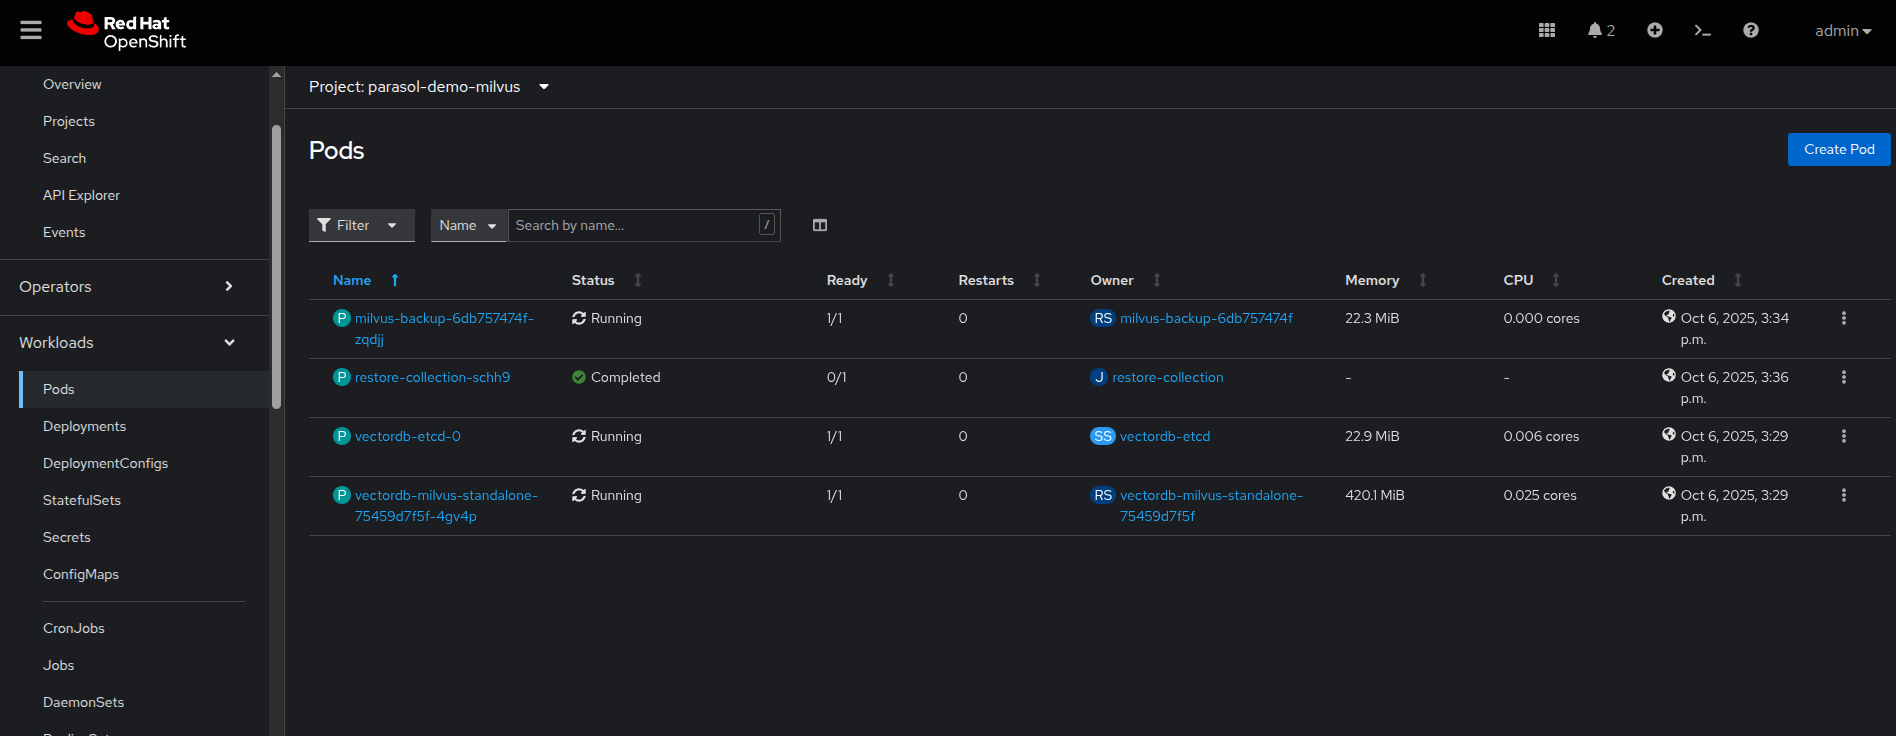 Red Hat
OpenShift
2
admin
Overview
Projects
Search
API Explorer
Events
Operators
Workloads
Pods
Deployments
DeploymentConfigs
StatefulSets
Secrets
ConfigMaps
CronJobs
Jobs
DaemonSets
Project: parasol-demo-milvus
Pods
Create Pod
Filter
Name
Search by name...
/
Name Status Ready Restarts Owner Memory CPU Created
P milvus-backup-6db757474f- Running 1/1 0 RS milvus-backup-6db757474f 22.3 MiB 0.000 cores Oct 6, 2025, 3:34
zqdjj p.m.
P restore-collection-schh9 Completed 0/1 0 J restore-collection - - Oct 6, 2025, 3:36
p.m.
P vectordb-etcd-0 Running 1/1 0 SS vectordb-etcd 22.9 MiB 0.006 cores Oct 6, 2025, 3:29
p.m.
P vectordb-milvus-standalone- Running 1/1 0 RS vectordb-milvus-standalone- 420.1 MiB 0.025 cores Oct 6, 2025, 3:29
75459d7f5f-4gv4p 75459d7f5f p.m.